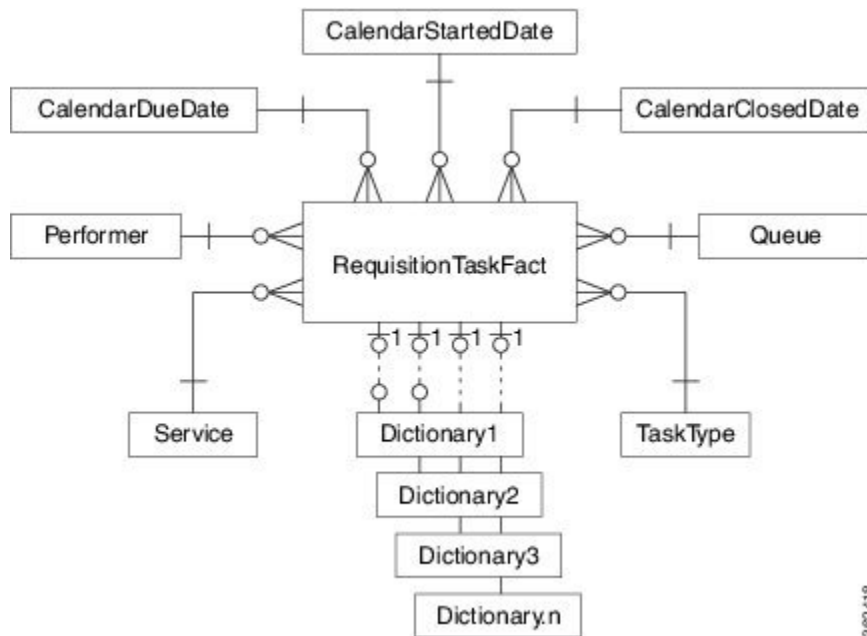 CalendarStartedDate
CalendarDueDate
CalendarClosedDate
Performer
Queue
RequisitionTaskFact
1 1 1 1
Service
Dictionary1
TaskType
Dictionary2
Dictionary3
Dictionary.n